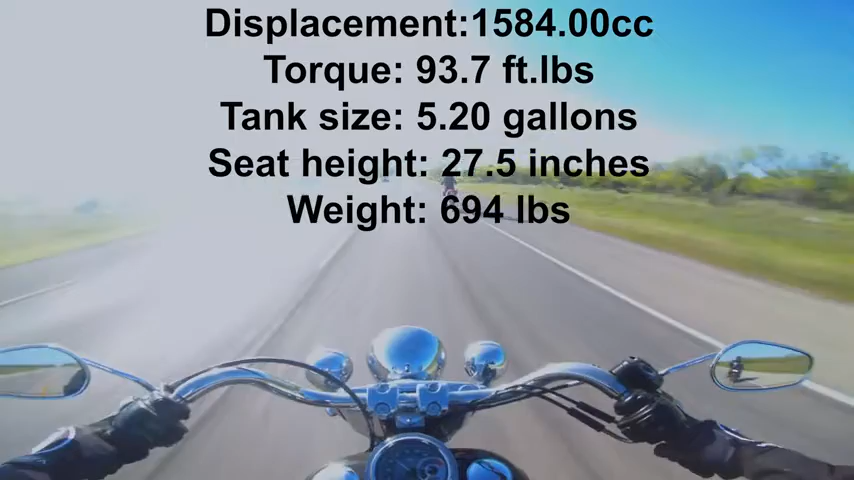 Displacement:1584.00cc
Torque: 93.7 ft.lbs
Tank size: 5.20 gallons
Seat height: 27.5 inches
Weight: 694 lbs